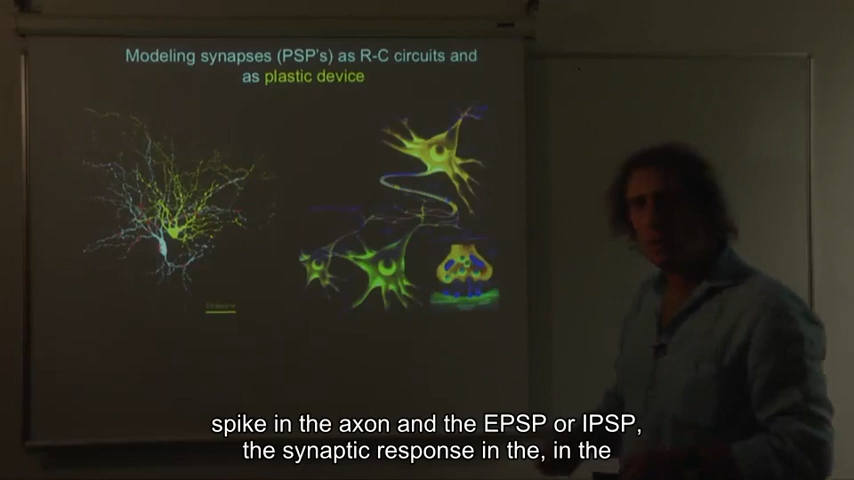 Modeling synapses (PSP's) as R-C circuits and
as plastic device
spike in the axon and the EPSP or IPSP,
the synaptic response in the, in the